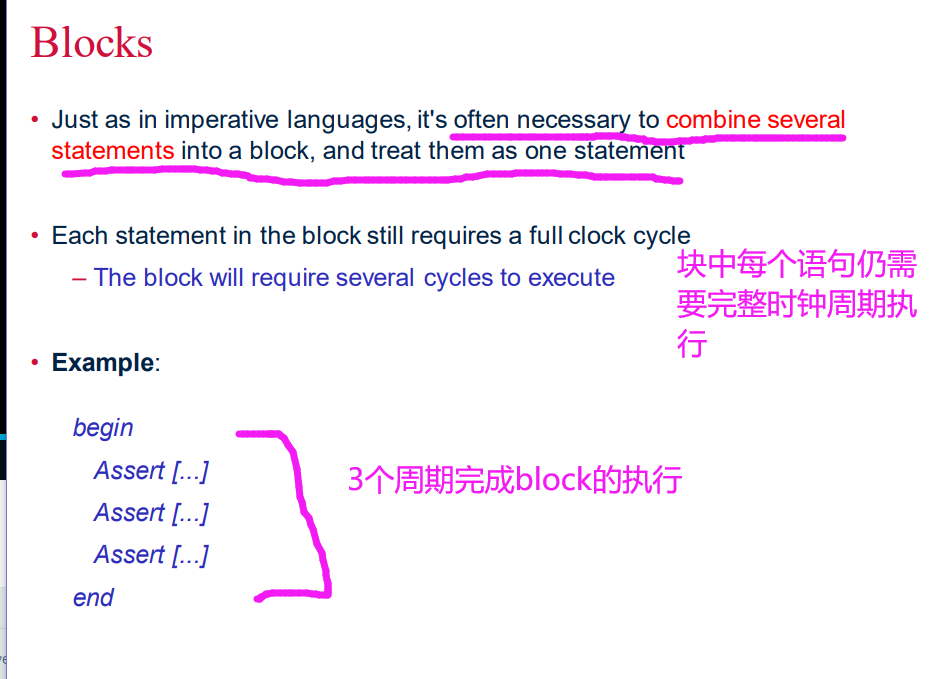 Blocks
• Just as in imperative languages, it's often necessary to combine several
statements into a block, and treat them as one statement
• Each statement in the block still requires a full clock cycle
– The block will require several cycles to execute
块中每个语句仍需
要完整时钟周期执
行
• Example:
begin
Assert [...]
Assert [...]
Assert [...]
end
3个周期完成block的执行